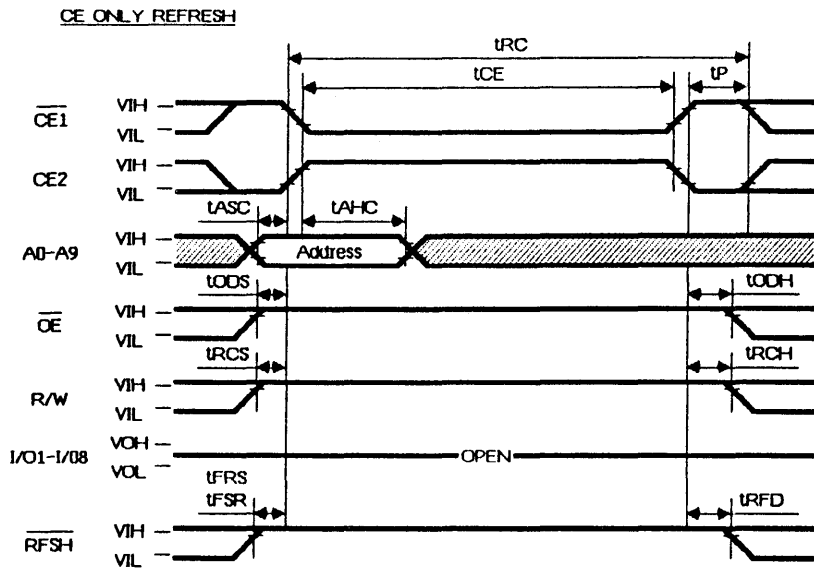 CE ONLY REFRESH
tRC
tCE tP
CE1 VIH
VIL
CE2 VIH
VIL
tASC tAHC
A0-A9 VIH Address
VIL
tODS tODH
OE VIH
VIL
tRCS tRCH
R/W VIH
VIL
I/O1-I/O8 VOH OPEN
VOL
tFRS
tFSR tRFD
RFSH VIH
VIL